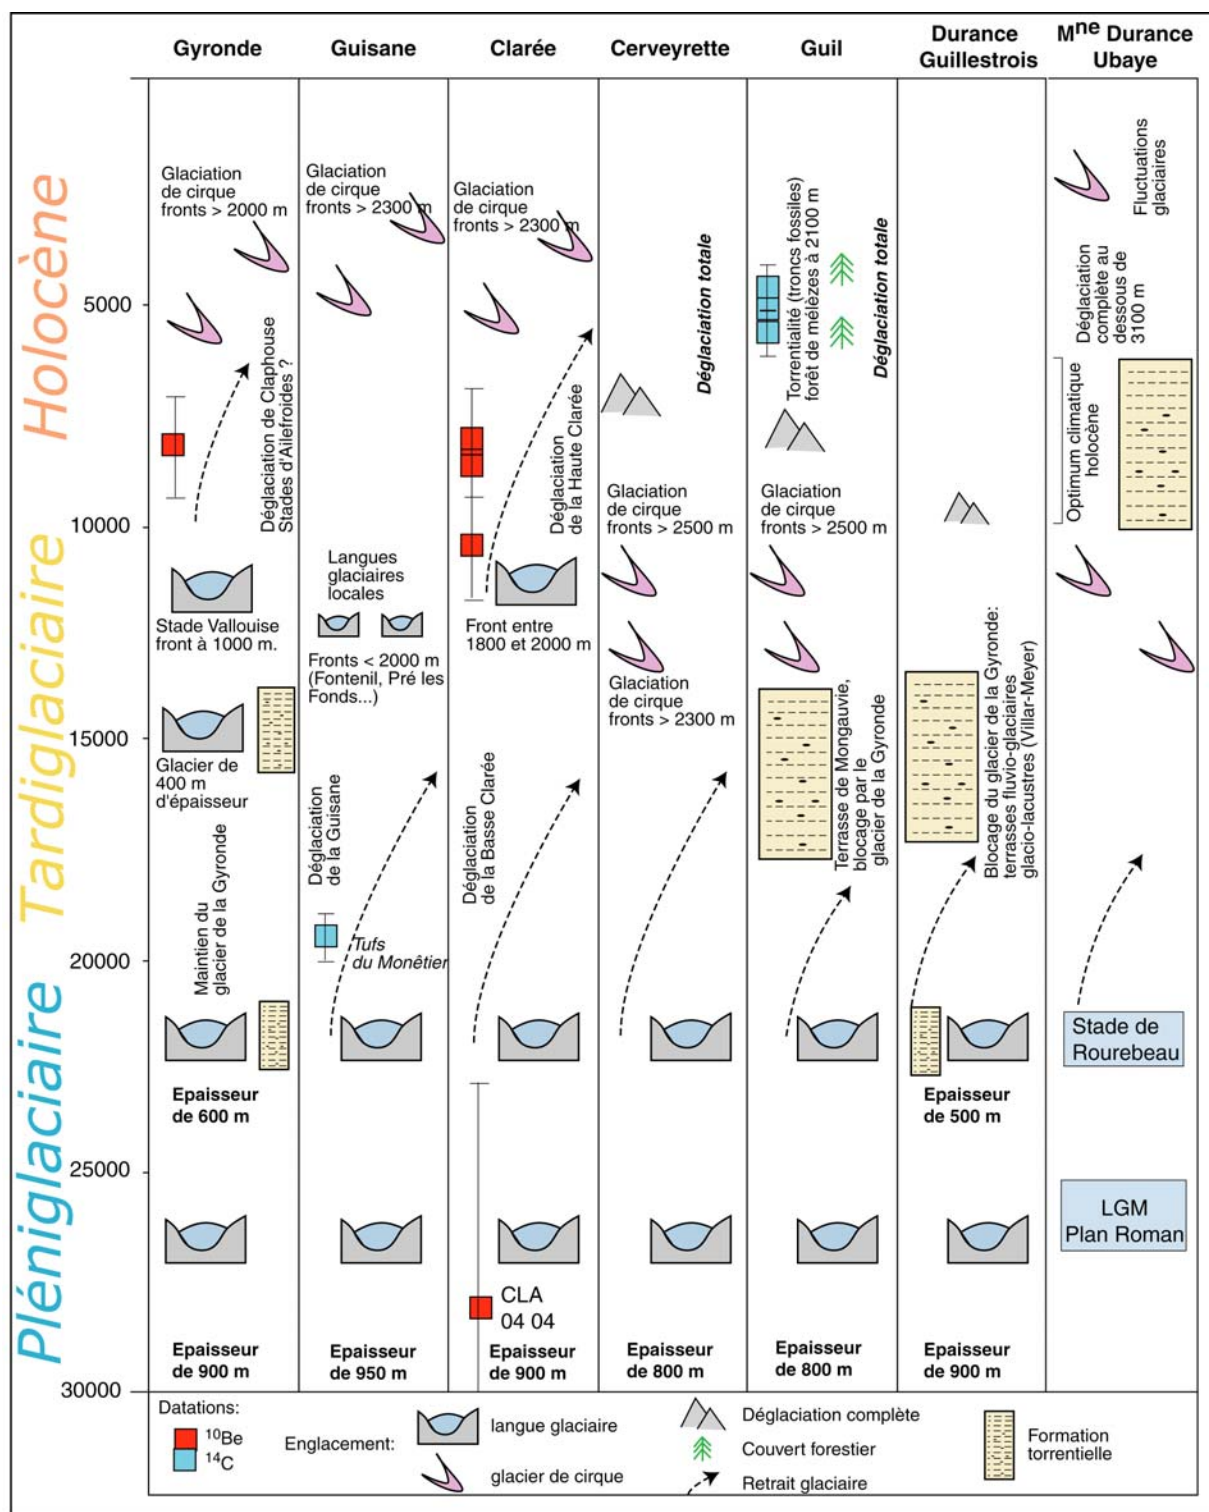 Gyronde
Guisane
Clarée
Cerveyrette
Guil
Durance
Guillestrois
Mne Durance
Ubaye
Holocène
Tardiglaciaire
Pléniglaciaire
5000
10000
15000
20000
25000
30000
Glaciation
de cirque
fronts > 2000 m
Déglaciation de Claphouse
Stades d'Ailefroides ?
Stade Vallouise
front à 1000 m.
Glacier de
400 m
d'épaisseur
Maintien du
glacier de la Gyronde
Epaisseur
de 600 m
Epaisseur
de 900 m
Glaciation
de cirque
fronts > 2300 m
Langues
glaciaires
locales
Fronts < 2000 m
(Fontenil, Pré les
Fonds...)
Déglaciation
de la Guisane
Tufs
du Monêtier
Epaisseur
de 950 m
Glaciation
de cirque
fronts > 2300 m
Déglaciation
de la Haute Clarée
Front entre
1800 et 2000 m
Déglaciation
de la Basse Clarée
CLA
04 04
Epaisseur
de 900 m
Déglaciation totale
Glaciation
de cirque
fronts > 2500 m
Glaciation
de cirque
fronts > 2300 m
Epaisseur
de 800 m
Torrentialité (troncs fossiles)
forêt de mélèzes à 2100 m
Déglaciation totale
Glaciation
de cirque
fronts > 2500 m
Terrasse de Mongauvie,
blocage par le
glacier de la Gyronde
Epaisseur
de 800 m
Blocage du glacier de la Gyronde:
terrasses fluvio-glaciaires
glacio-lacustres (Villar-Meyer)
Epaisseur
de 500 m
Epaisseur
de 900 m
Fluctuations
glaciaires
Déglaciation
complète au
dessous de
3100 m
Optimum climatique
holocène
Stade de
Rourebeau
LGM
Plan Roman
Datations:
10Be
14C
Englacement:
langue glaciaire
glacier de cirque
Déglaciation complète
Couvert forestier
Retrait glaciaire
Formation
torrentielle